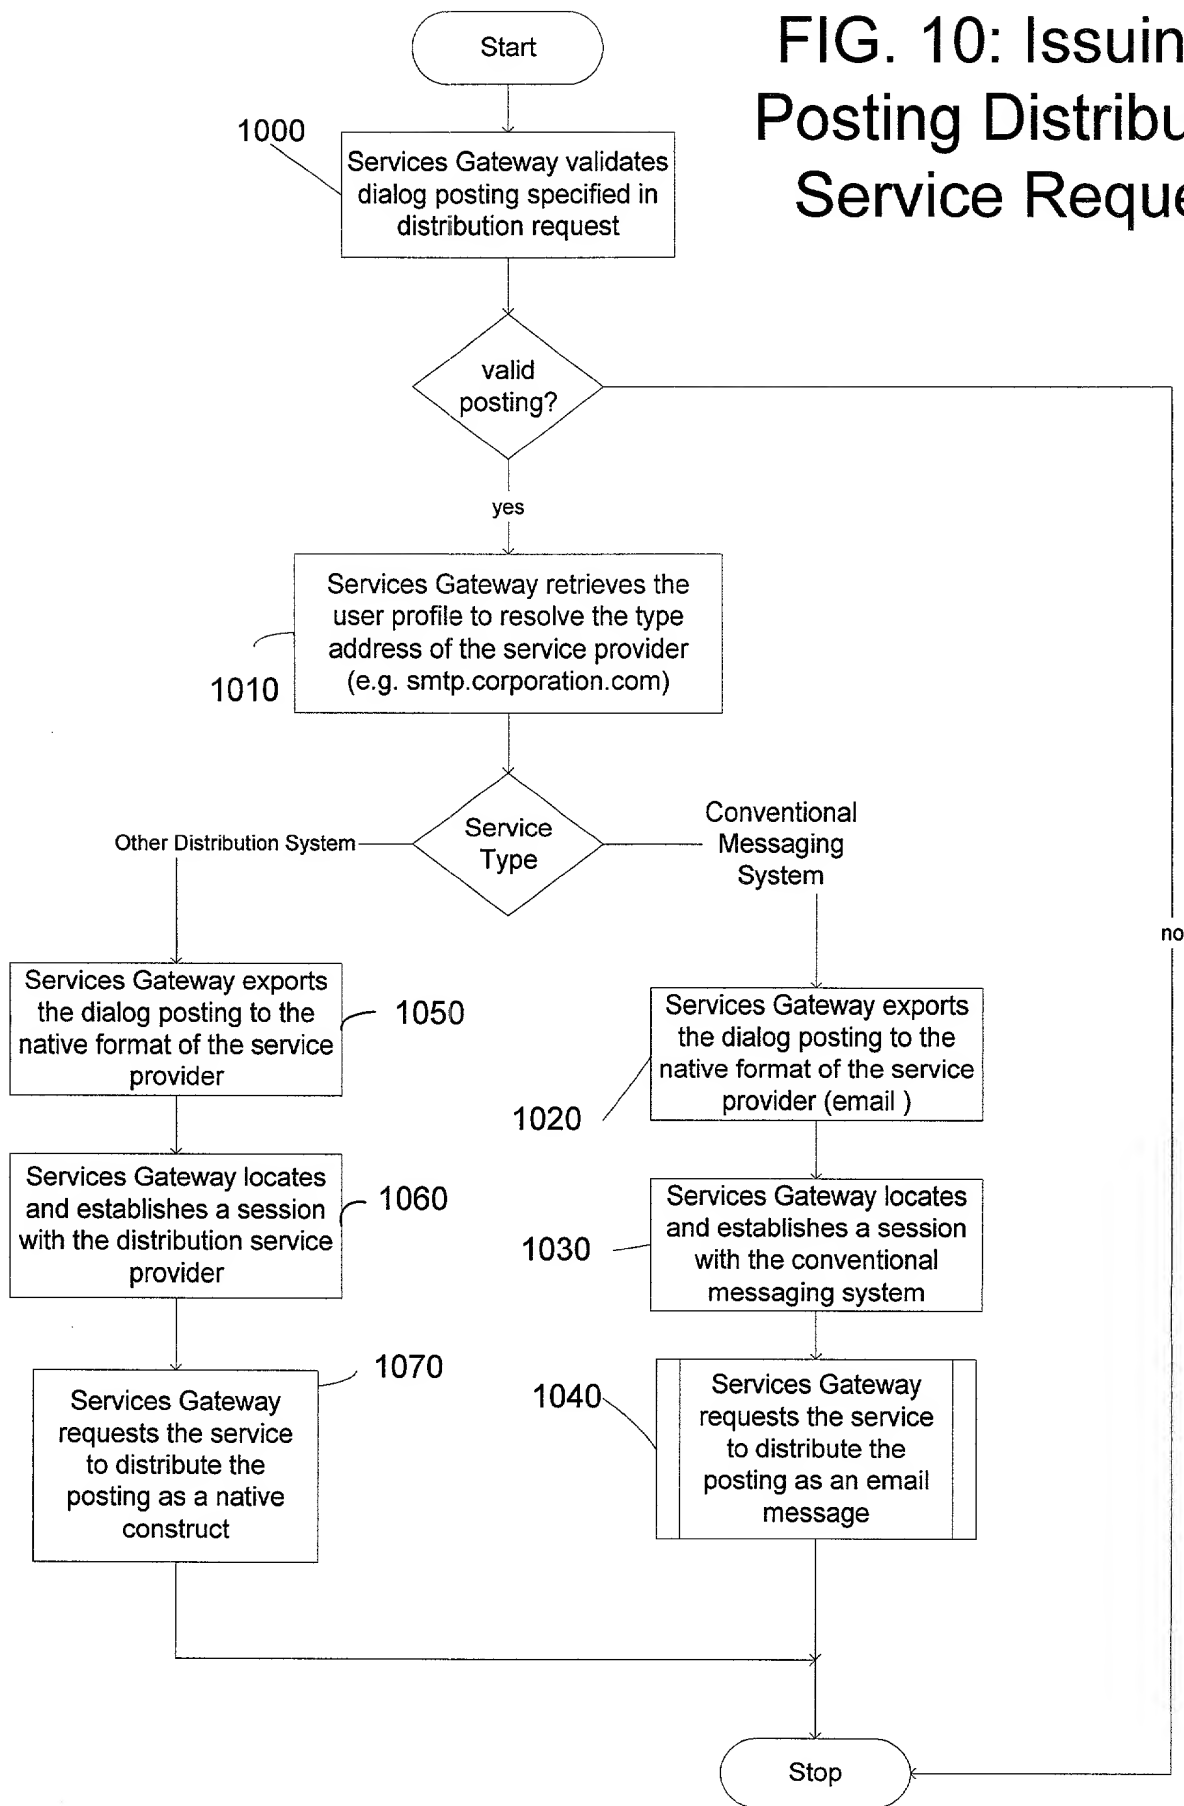 FIG. 10: Issuin
Posting Distribu
Service Reque
Start
1000
Services Gateway validates
dialog posting specified in
distribution request
valid
posting?
yes
no
Services Gateway retrieves the
user profile to resolve the type
address of the service provider
(e.g. smtp.corporation.com)
1010
Service
Type
Other Distribution System
Conventional
Messaging
System
Services Gateway exports
the dialog posting to the
native format of the service
provider
1050
Services Gateway locates
and establishes a session
with the distribution service
provider
1060
Services Gateway
requests the service
to distribute the
posting as a native
construct
1070
Services Gateway exports
the dialog posting to the
native format of the service
provider (email )
1020
Services Gateway locates
and establishes a session
with the conventional
messaging system
1030
Services Gateway
requests the service
to distribute the
posting as an email
message
1040
Stop